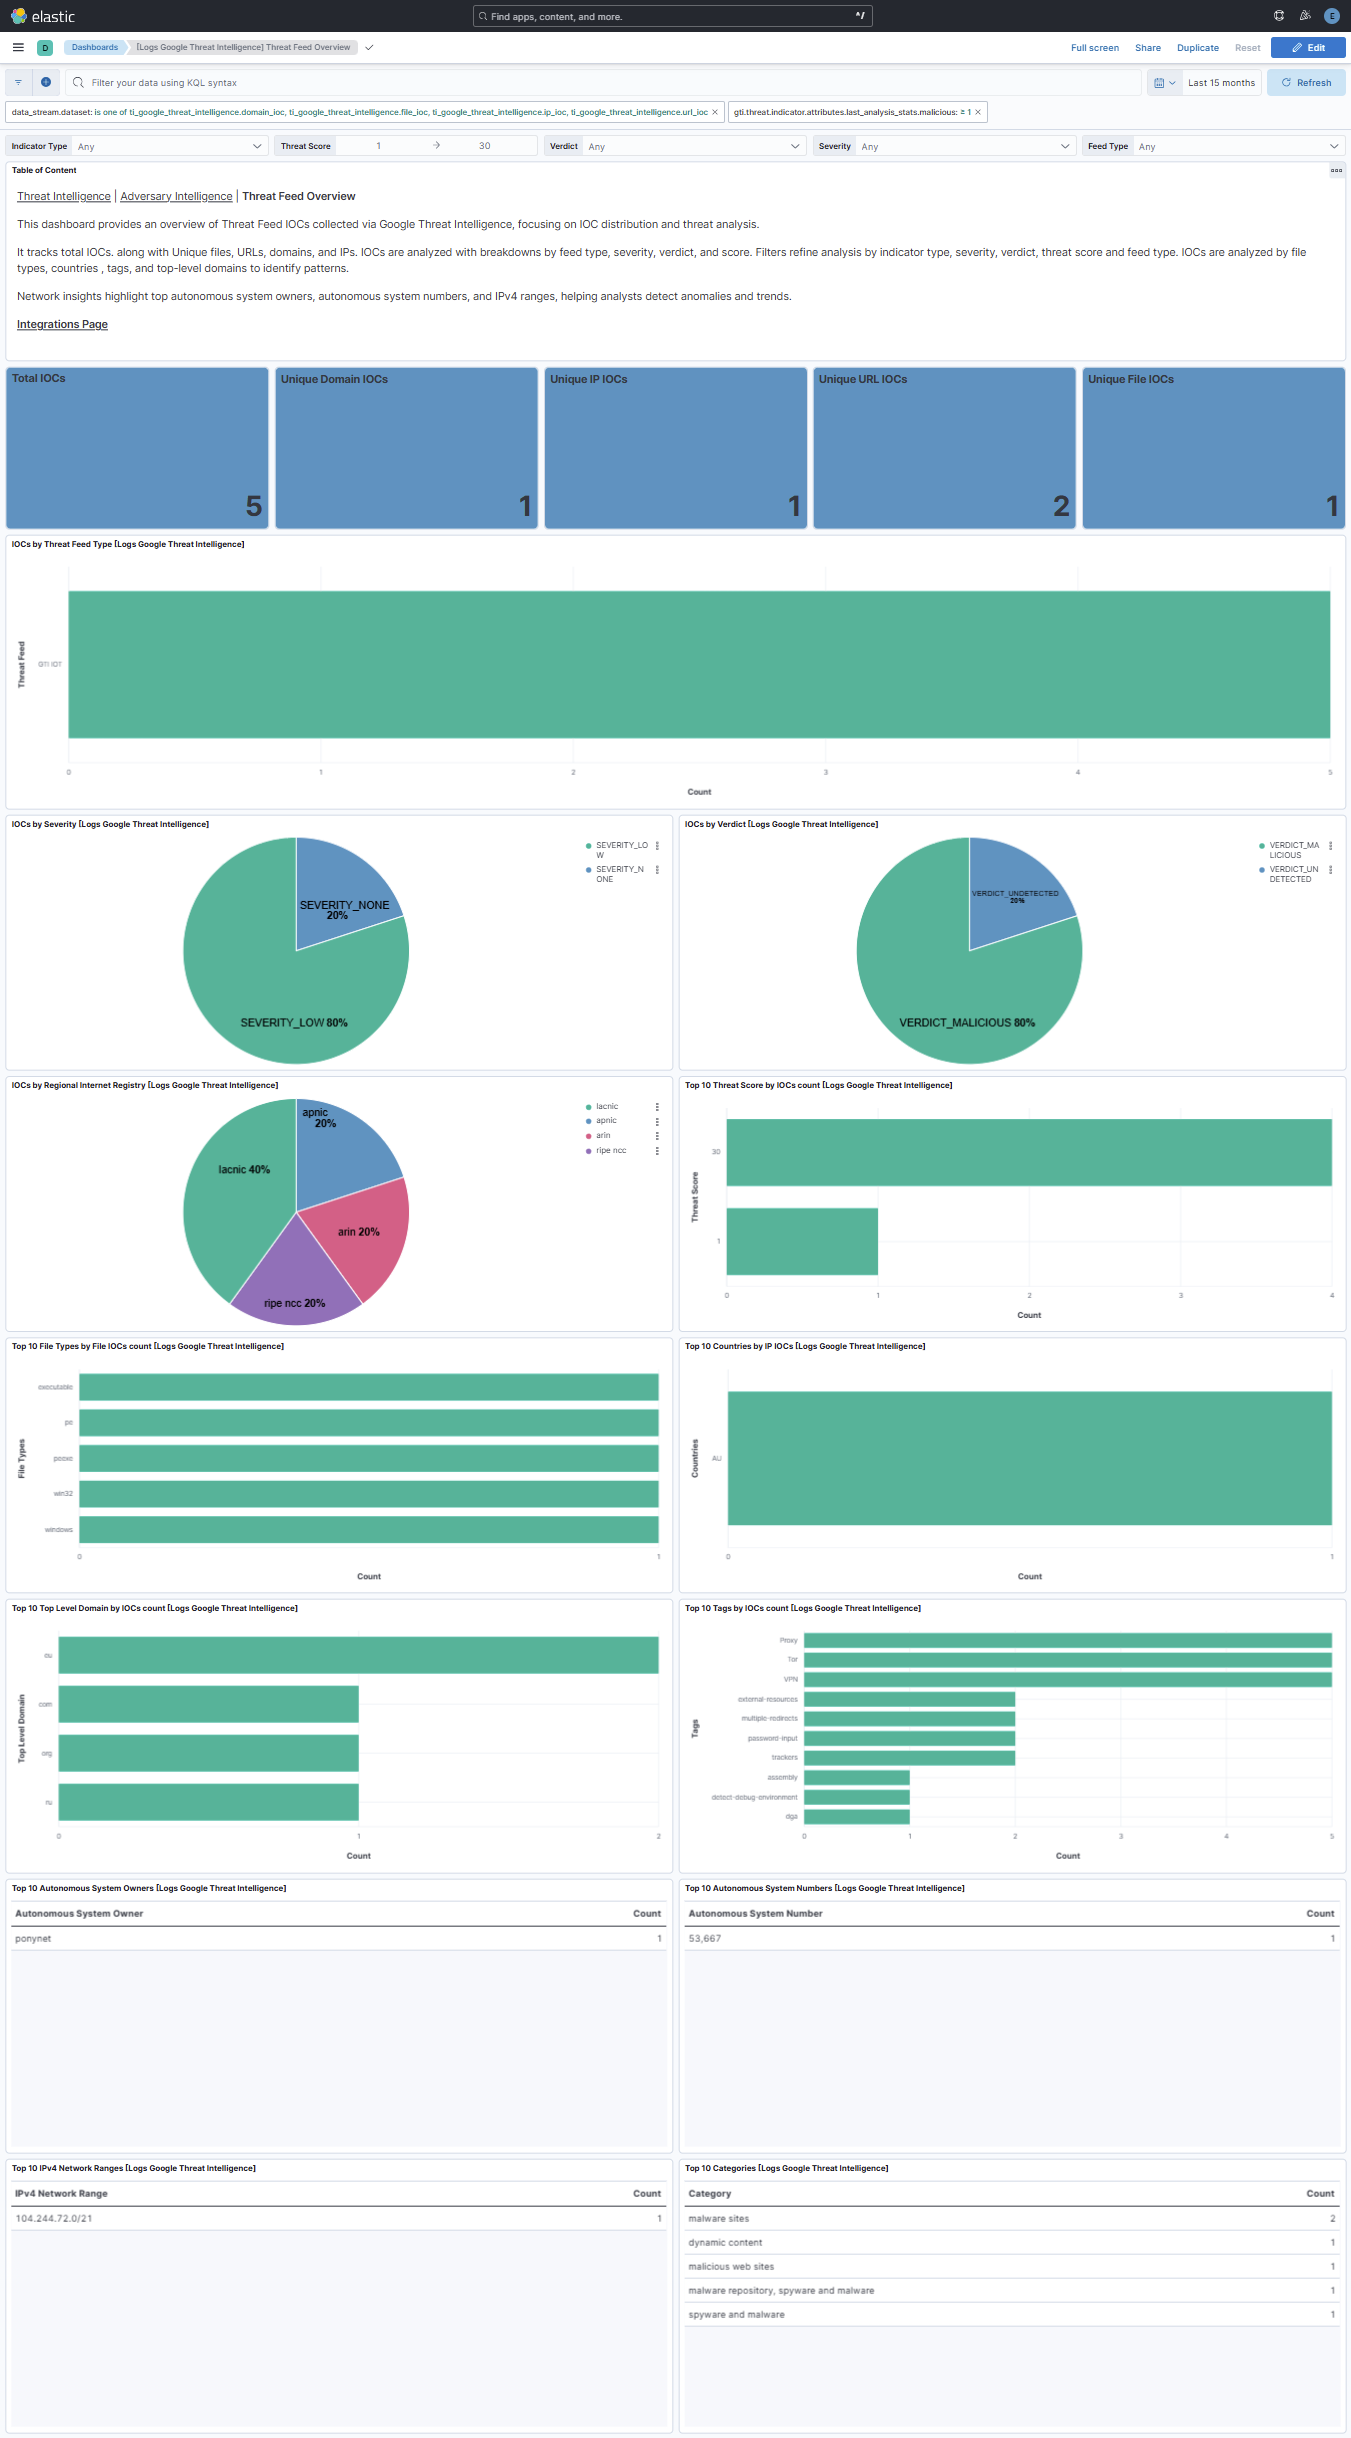 elastic
Find apps, content, and more.
^/
E
D
Dashboards
[Logs Google Threat Intelligence] Threat Feed Overview
Full screen
Share
Duplicate
Reset
Edit
Filter your data using KQL syntax
Last 15 months
Refresh
data_stream.dataset: is one of ti_google_threat_intelligence.domain_ioc, ti_google_threat_intelligence.file_ioc, ti_google_threat_intelligence.ip_ioc, ti_google_threat_intelligence.url_ioc
gti.threat.indicator.attributes.last_analysis_stats.malicious: ≥ 1
Indicator Type Any
Threat Score 1 → 30
Verdict Any
Severity Any
Feed Type Any
Table of Content
Threat Intelligence | Adversary Intelligence | Threat Feed Overview
This dashboard provides an overview of Threat Feed IOCs collected via Google Threat Intelligence, focusing on IOC distribution and threat analysis.
It tracks total IOCs. along with Unique files, URLs, domains, and IPs. IOCs are analyzed with breakdowns by feed type, severity, verdict, and score. Filters refine analysis by indicator type, severity, verdict, threat score and feed type. IOCs are analyzed by file
types, countries , tags, and top-level domains to identify patterns.
Network insights highlight top autonomous system owners, autonomous system numbers, and IPv4 ranges, helping analysts detect anomalies and trends.
Integrations Page
Total IOCs
5
Unique Domain IOCs
1
Unique IP IOCs
1
Unique URL IOCs
2
Unique File IOCs
1
IOCs by Threat Feed Type [Logs Google Threat Intelligence]
Threat Feed
GTI IOT
0 1 2 3 4 5
Count
IOCs by Severity [Logs Google Threat Intelligence]
SEVERITY_NONE
20%
SEVERITY_LOW 80%
SEVERITY_LO
W
SEVERITY_N
ONE
IOCs by Verdict [Logs Google Threat Intelligence]
VERDICT_UNDETECTED
20%
VERDICT_MALICIOUS 80%
VERDICT_MA
LICIOUS
VERDICT_UN
DETECTED
IOCs by Regional Internet Registry [Logs Google Threat Intelligence]
apnic
20%
lacnic 40%
arin 20%
ripe ncc 20%
lacnic
apnic
arin
ripe ncc
Top 10 Threat Score by IOCs count [Logs Google Threat Intelligence]
Threat Score
30
1
0 1 2 3 4
Count
Top 10 File Types by File IOCs count [Logs Google Threat Intelligence]
File Types
executable
pe
peexe
win32
windows
0 1
Count
Top 10 Countries by IP IOCs [Logs Google Threat Intelligence]
Countries
AU
0 1
Count
Top 10 Top Level Domain by IOCs count [Logs Google Threat Intelligence]
Top Level Domain
com
org
ru
0 1 2
Count
Top 10 Tags by IOCs count [Logs Google Threat Intelligence]
Tags
Proxy
Tor
VPN
external-resources
multiple-redirects
password-input
trackers
assembly
detect-debug-environment
dga
0 1 2 3 4 5
Count
Top 10 Autonomous System Owners [Logs Google Threat Intelligence]
Autonomous System Owner Count
ponynet 1
Top 10 Autonomous System Numbers [Logs Google Threat Intelligence]
Autonomous System Number Count
53,667 1
Top 10 IPv4 Network Ranges [Logs Google Threat Intelligence]
IPv4 Network Range Count
104.244.72.0/21 1
Top 10 Categories [Logs Google Threat Intelligence]
Category Count
malware sites 2
dynamic content 1
malicious web sites 1
malware repository, spyware and malware 1
spyware and malware 1